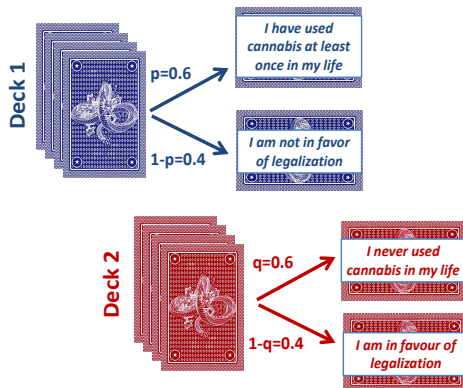 Deck 1
p=0.6
I have used
cannabis at least
once in my life
1-p=0.4
I am not in favor
of legalization
Deck 2
q=0.6
I never used
cannabis in my life
1-q=0.4
I am in favour of
legalization